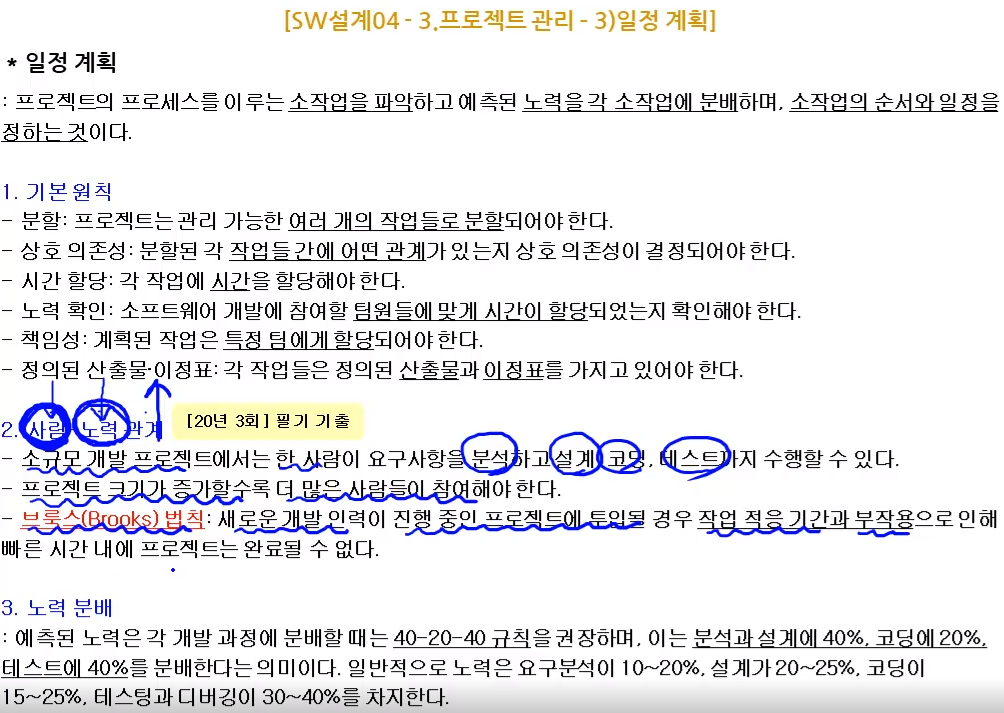 [SW설계04 - 3.프로젝트 관리 - 3)일정 계획]
* 일정 계획
: 프로젝트의 프로세스를 이루는 소작업을 파악하고 예측된 노력을 각 소작업에 분배하며, 소작업의 순서와 일정을
정하는 것이다.
1. 기본 원칙
- 분할: 프로젝트는 관리 가능한 여러 개의 작업들로 분할되어야 한다.
- 상호 의존성: 분할된 각 작업들 간에 어떤 관계가 있는지 상호 의존성이 결정되어야 한다.
- 시간 할당: 각 작업에 시간을 할당해야 한다.
- 노력 확인: 소프트웨어 개발에 참여할 팀원들에 맞게 시간이 할당되었는지 확인해야 한다.
- 책임성: 계획된 작업은 특정 팀에게 할당되어야 한다.
- 정의된 산출물·이정표: 각 작업들은 정의된 산출물과 이정표를 가지고 있어야 한다.
2. 사람-노력 관계
[20년 3회] 필기 기출
- 소규모 개발 프로젝트에서는 한 사람이 요구사항을 분석하고 설계, 코딩, 테스트까지 수행할 수 있다.
- 프로젝트 크기가 증가할수록 더 많은 사람들이 참여해야 한다.
- 브룩스(Brooks) 법칙: 새로운 개발 인력이 진행 중인 프로젝트에 투입될 경우 작업 적응 기간과 부작용으로 인해
빠른 시간 내에 프로젝트는 완료될 수 없다.
3. 노력 분배
: 예측된 노력을 각 개발 과정에 분배할 때는 40-20-40 규칙을 권장하며, 이는 분석과 설계에 40%, 코딩에 20%,
테스트에 40%를 분배한다는 의미이다. 일반적으로 노력은 요구분석이 10~20%, 설계가 20~25%, 코딩이
15~25%, 테스팅과 디버깅이 30~40%를 차지한다.